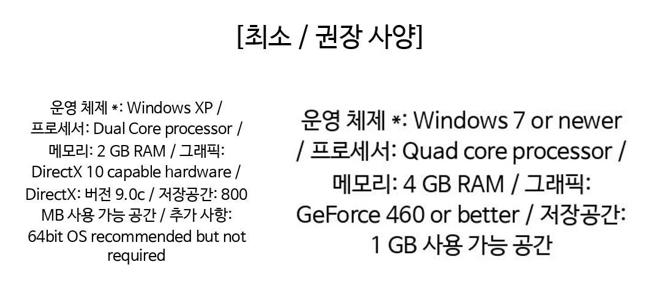 [최소 / 권장 사양]
운영 체제 *: Windows XP /
프로세서: Dual Core processor /
메모리: 2 GB RAM / 그래픽:
DirectX 10 capable hardware /
DirectX: 버전 9.0c / 저장공간: 800
MB 사용 가능 공간 / 추가 사항:
64bit OS recommended but not
required
운영 체제 *: Windows 7 or newer
/ 프로세서: Quad core processor /
메모리: 4 GB RAM / 그래픽:
GeForce 460 or better / 저장공간:
1 GB 사용 가능 공간